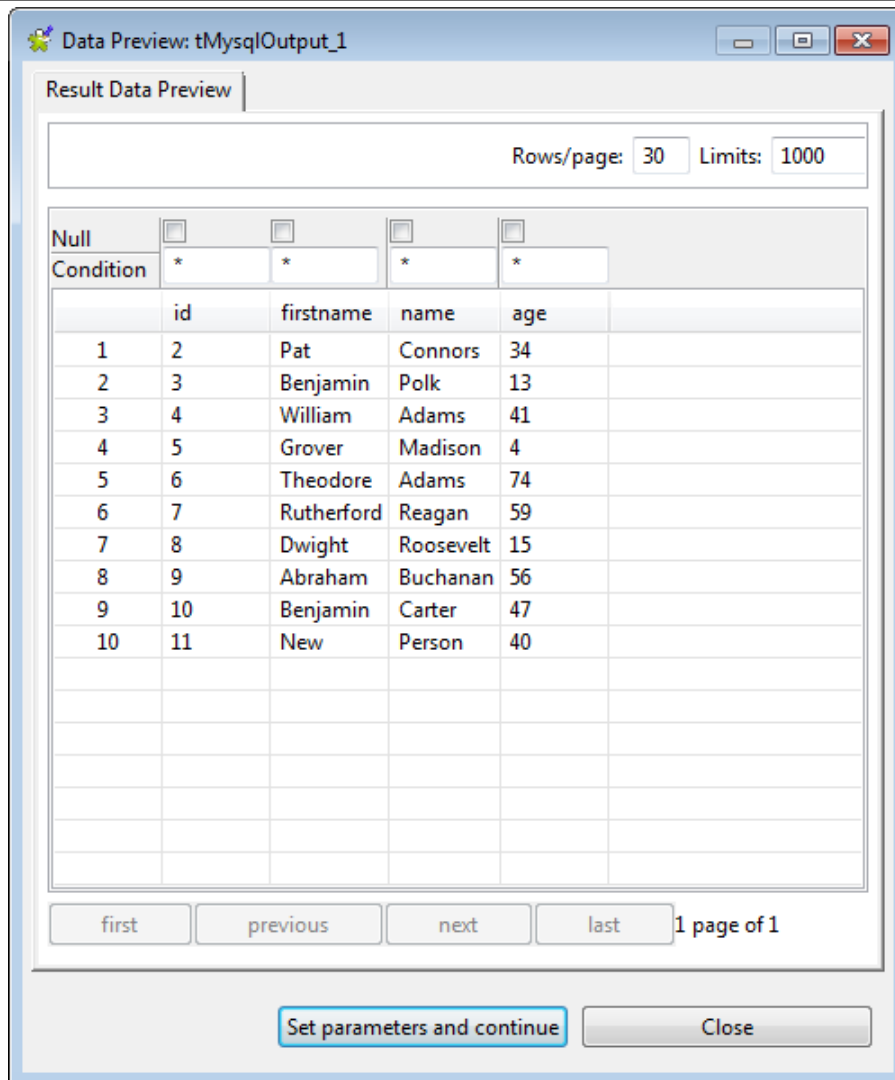 Data Preview: tMysqlOutput_1
Result Data Preview
Rows/page: 30 Limits: 1000
Null
Condition * * * *
id firstname name age
1 2 Pat Connors 34
2 3 Benjamin Polk 13
3 4 William Adams 41
4 5 Grover Madison 4
5 6 Theodore Adams 74
6 7 Rutherford Reagan 59
7 8 Dwight Roosevelt 15
8 9 Abraham Buchanan 56
9 10 Benjamin Carter 47
10 11 New Person 40
first previous next last 1 page of 1
Set parameters and continue Close